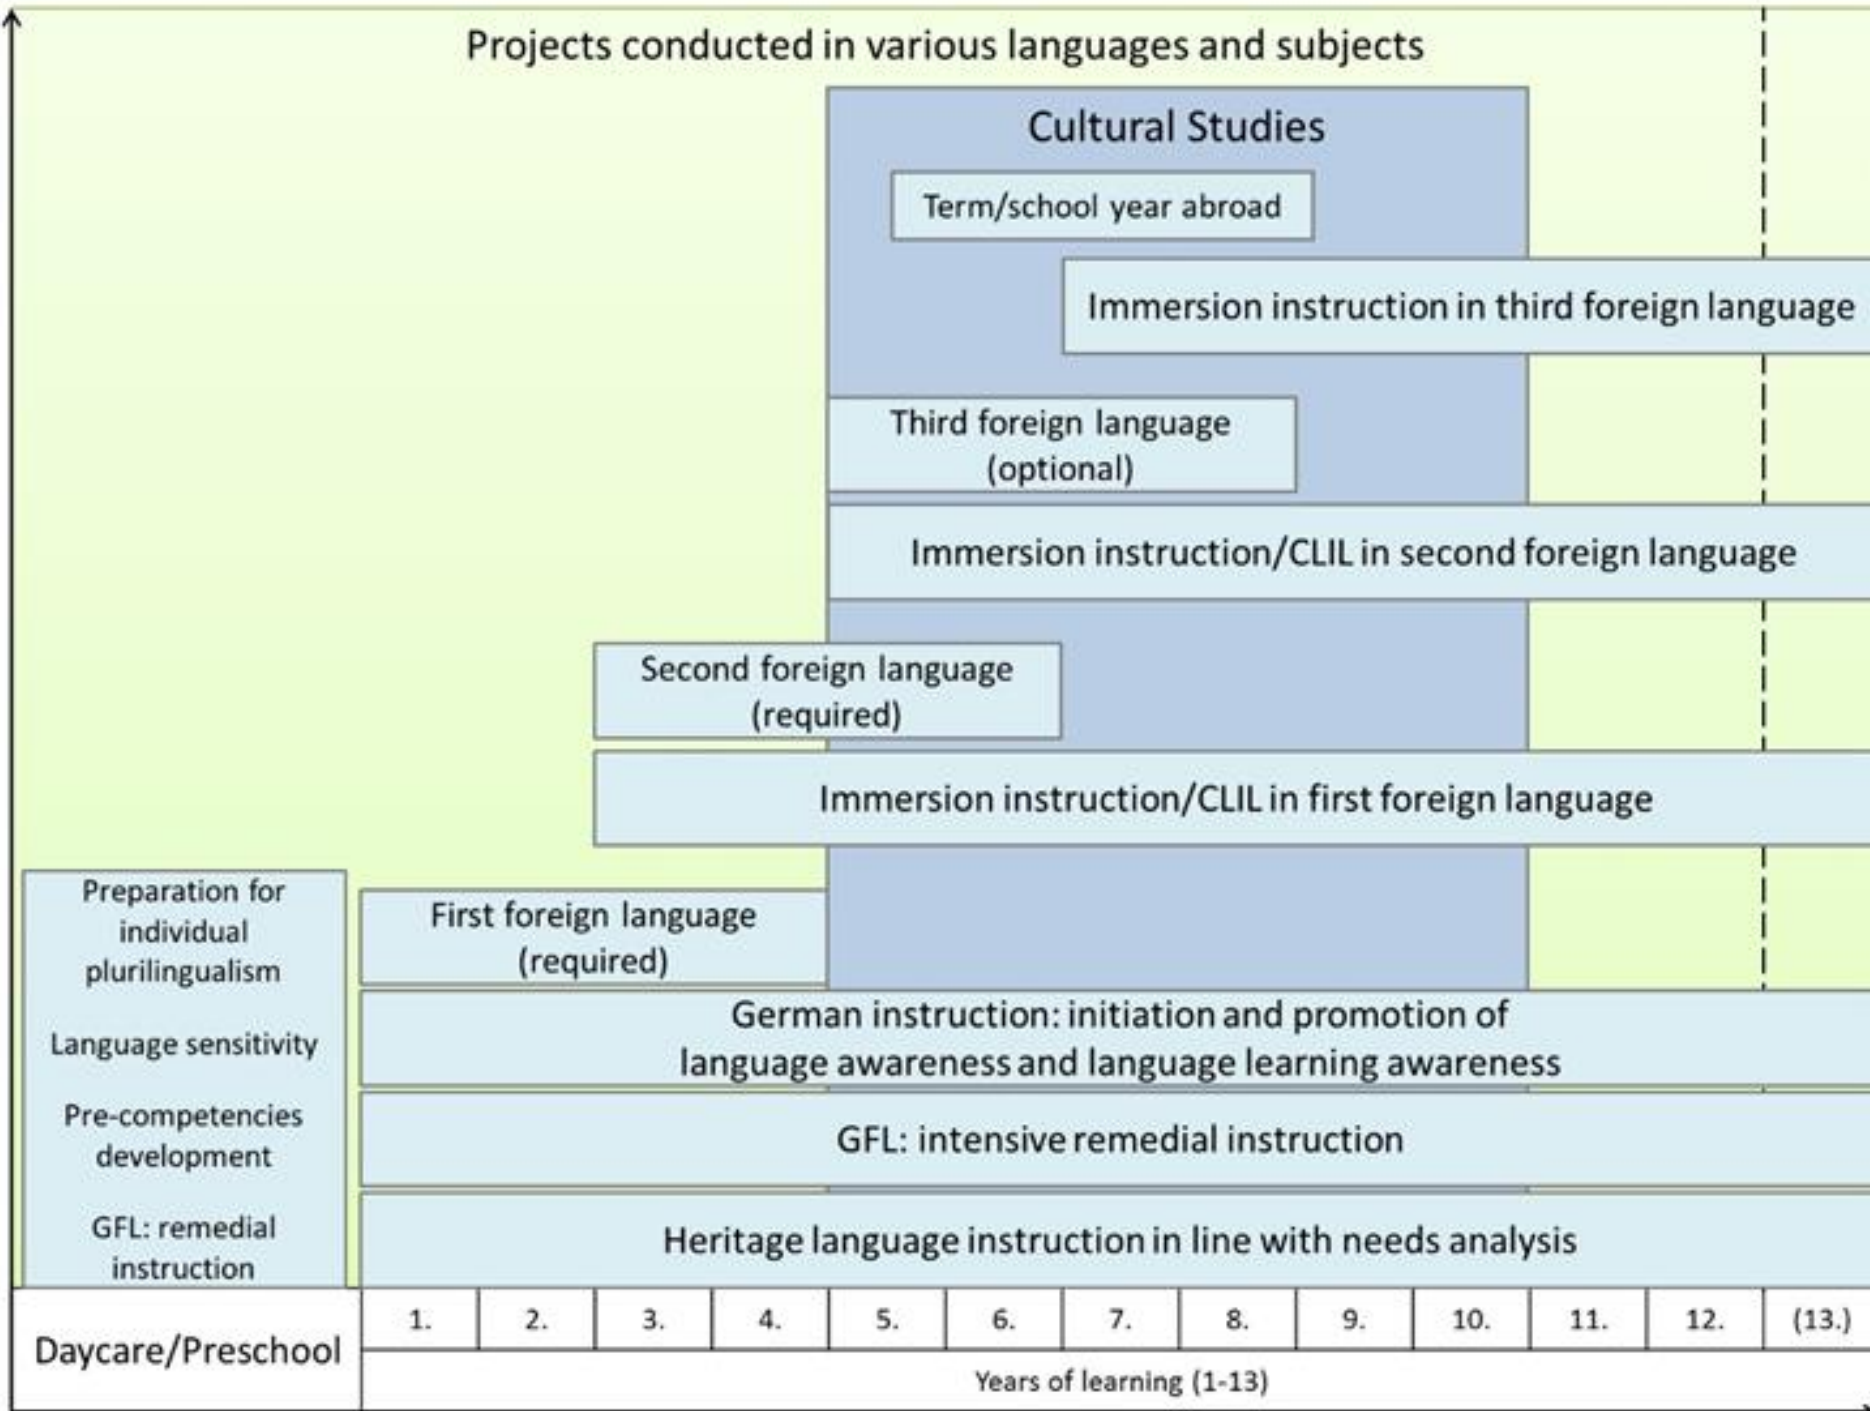 Projects conducted in various languages and subjects
Cultural Studies
Term/school year abroad
Immersion instruction in third foreign language
Third foreign language
(optional)
Immersion instruction/CLIL in second foreign language
Second foreign language
(required)
Immersion instruction/CLIL in first foreign language
Preparation for
individual
plurilingualism
Language sensitivity
Pre-competencies
development
GFL: remedial
instruction
First foreign language
(required)
German instruction: initiation and promotion of
language awareness and language learning awareness
GFL: intensive remedial instruction
Heritage language instruction in line with needs analysis
Daycare/Preschool
1. 2. 3. 4. 5. 6. 7. 8. 9. 10. 11. 12. (13.)
Years of learning (1-13)